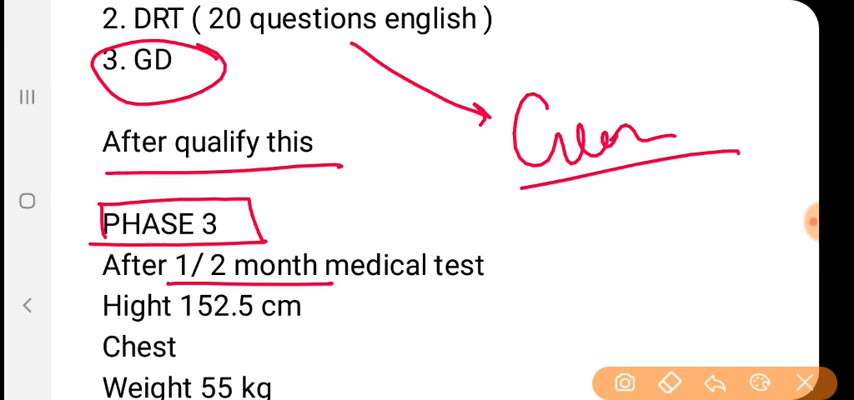 2. DRT ( 20 questions english )
3. GD
After qualify this
PHASE 3
After 1/ 2 month medical test
Hight 152.5 cm
Chest
Weight 55 kg